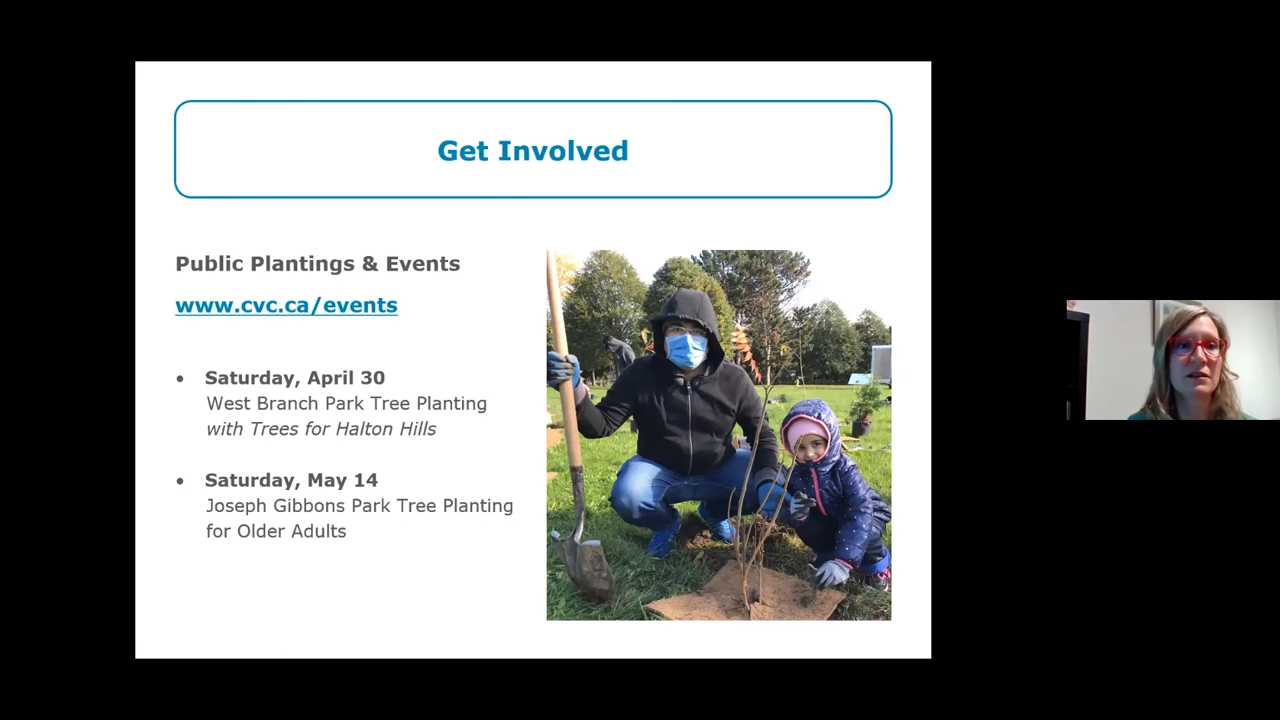 Get Involved
Public Plantings & Events
www.cvc.ca/events
• Saturday, April 30
West Branch Park Tree Planting
with Trees for Halton Hills
• Saturday, May 14
Joseph Gibbons Park Tree Planting
for Older Adults